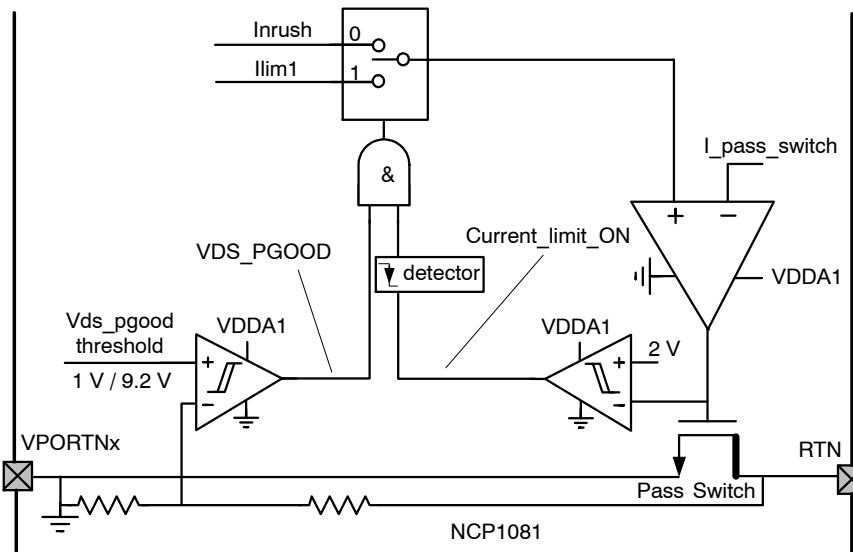 Inrush
0
Ilim1
1
I_pass_switch
&
+
−
VDS_PGOOD
Current_limit_ON
detector
VDDA1
Vds_pgood
threshold
1 V / 9.2 V
VDDA1
+
−
VDDA1
+
−
2 V
VPORTNx
RTN
Pass Switch
NCP1081